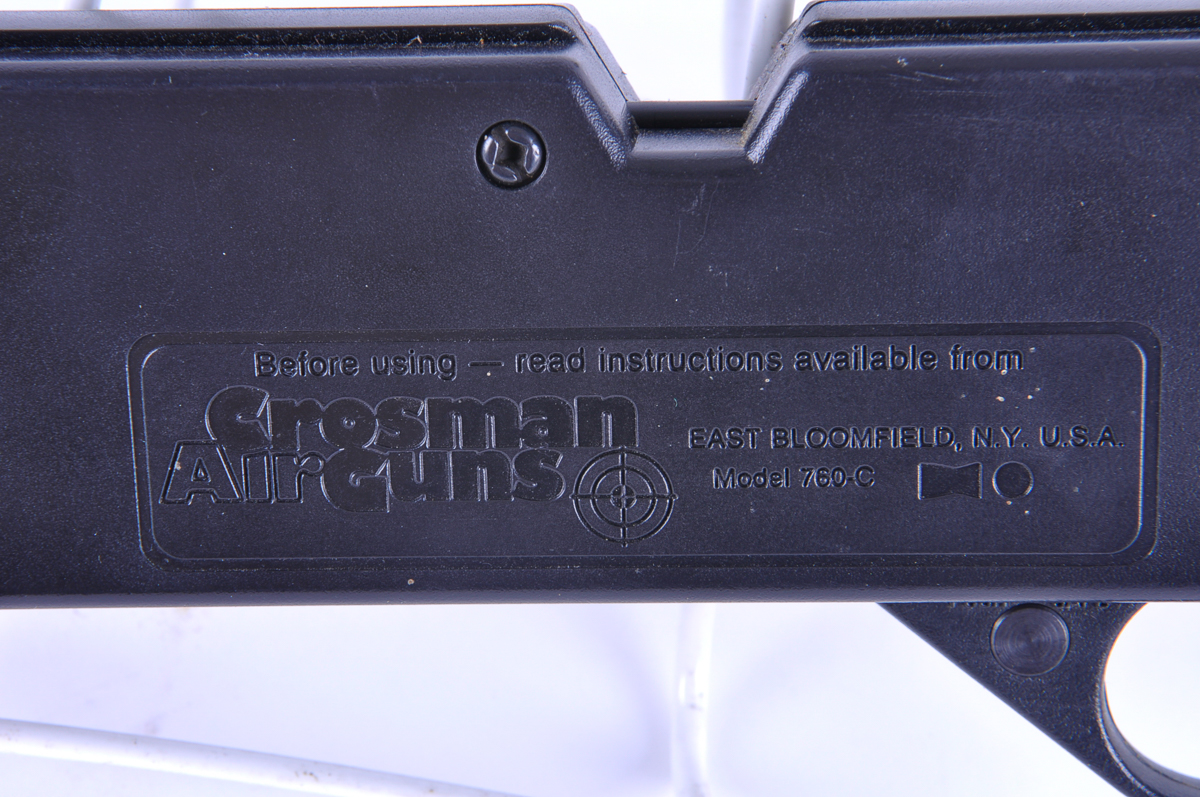 Before using — read instructions available from
Crosman
AirGuns
EAST BLOOMFIELD, N.Y. U.S.A.
Model 760-C